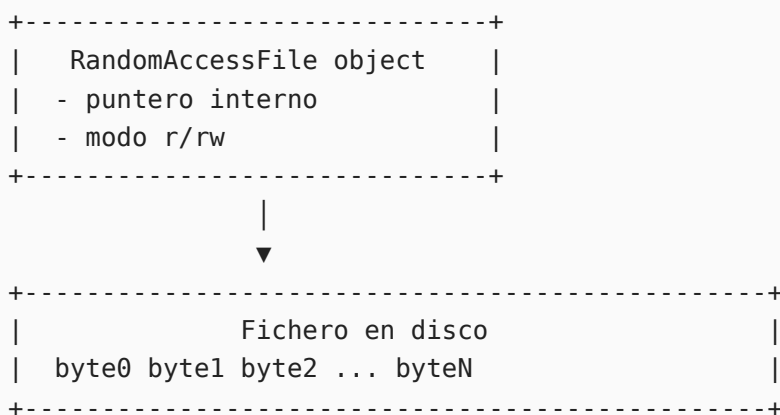 +------------------------------+
|   RandomAccessFile object    |
|  - puntero interno           |
|  - modo r/rw                 |
+------------------------------+
                |
                ▼
+------------------------------------------------+
|              Fichero en disco                  |
|  byte0 byte1 byte2 ... byteN                   |
+------------------------------------------------+